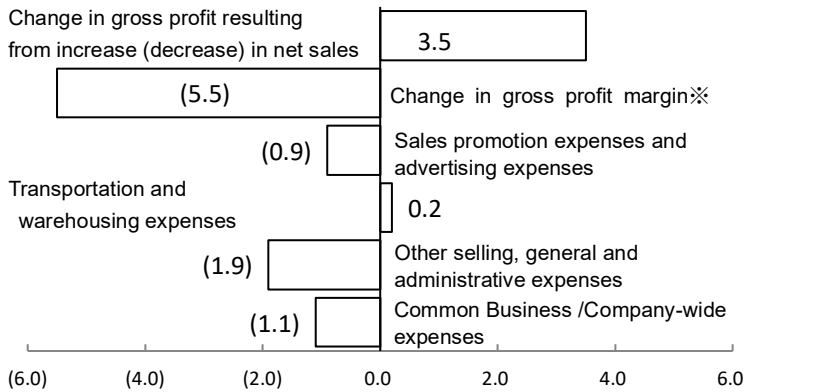 Change in gross profit resulting
from increase (decrease) in net sales
3.5
(5.5)
Change in gross profit margin※
(0.9)
Sales promotion expenses and
advertising expenses
Transportation and
warehousing expenses
0.2
(1.9)
Other selling, general and
administrative expenses
(1.1)
Common Business /Company-wide
expenses
(6.0) (4.0) (2.0) 0.0 2.0 4.0 6.0